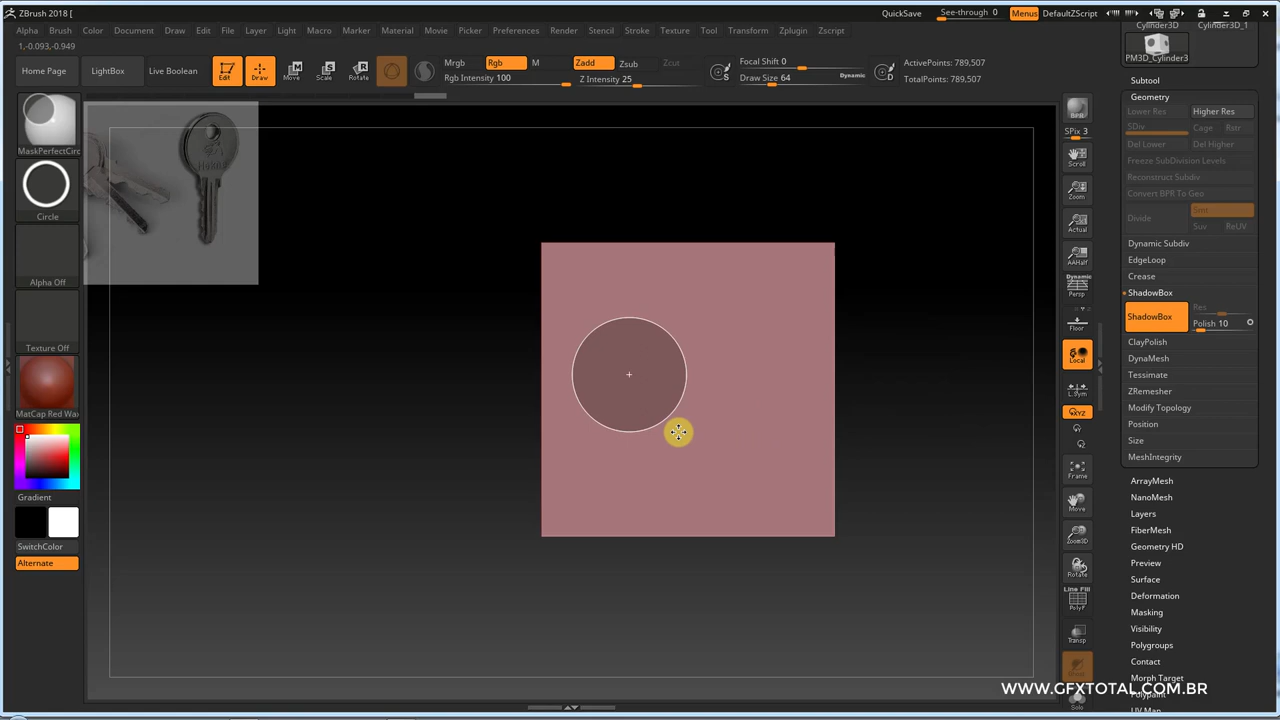 ZBrush 2018 [
QuickSave
See-through 0
Menus
DefaultZScript
Alpha
Brush
Color
Document
Draw
Edit
File
Layer
Light
Macro
Marker
Material
Movie
Picker
Preferences
Render
Stencil
Stroke
Texture
Tool
Transform
Zplugin
Zscript
1,-0.093,-0.949
Home Page
LightBox
Live Boolean
Edit
Draw
Move
Scale
Rotate
Mrgb
Rgb
M
Rgb Intensity 100
Zadd
Zsub
Zcut
Z Intensity 25
S
Focal Shift 0
Draw Size 64
Dynamic
D
ActivePoints: 789,507
TotalPoints: 789,507
MaskPerfectCirc
Circle
Alpha Off
Texture Off
MatCap Red Wax
Gradient
SwitchColor
Alternate
BPR
SPix 3
Scroll
Zoom
Actual
AAHalf
Dynamic
Persp
Floor
Local
L.Sym
XYZ
Frame
Move
Zoom3D
Rotate
Line Fill
PolyF
Transp
Solo
Cylinder3D
Cylinder3D_1
PM3D_Cylinder3
Subtool
Geometry
Lower Res
Higher Res
SDiv
Cage
Rstr
Del Lower
Del Higher
Freeze SubDivision Levels
Reconstruct Subdiv
Convert BPR To Geo
Divide
Smt
Suv
ReUV
Dynamic Subdiv
EdgeLoop
Crease
ShadowBox
ShadowBox
Res
Polish 10
ClayPolish
DynaMesh
Tessimate
ZRemesher
Modify Topology
Position
Size
MeshIntegrity
ArrayMesh
NanoMesh
Layers
FiberMesh
Geometry HD
Preview
Surface
Deformation
Masking
Visibility
Polygroups
Contact
Morph Target
Polypaint
UV Map
WWW.GFXTOTAL.COM.BR